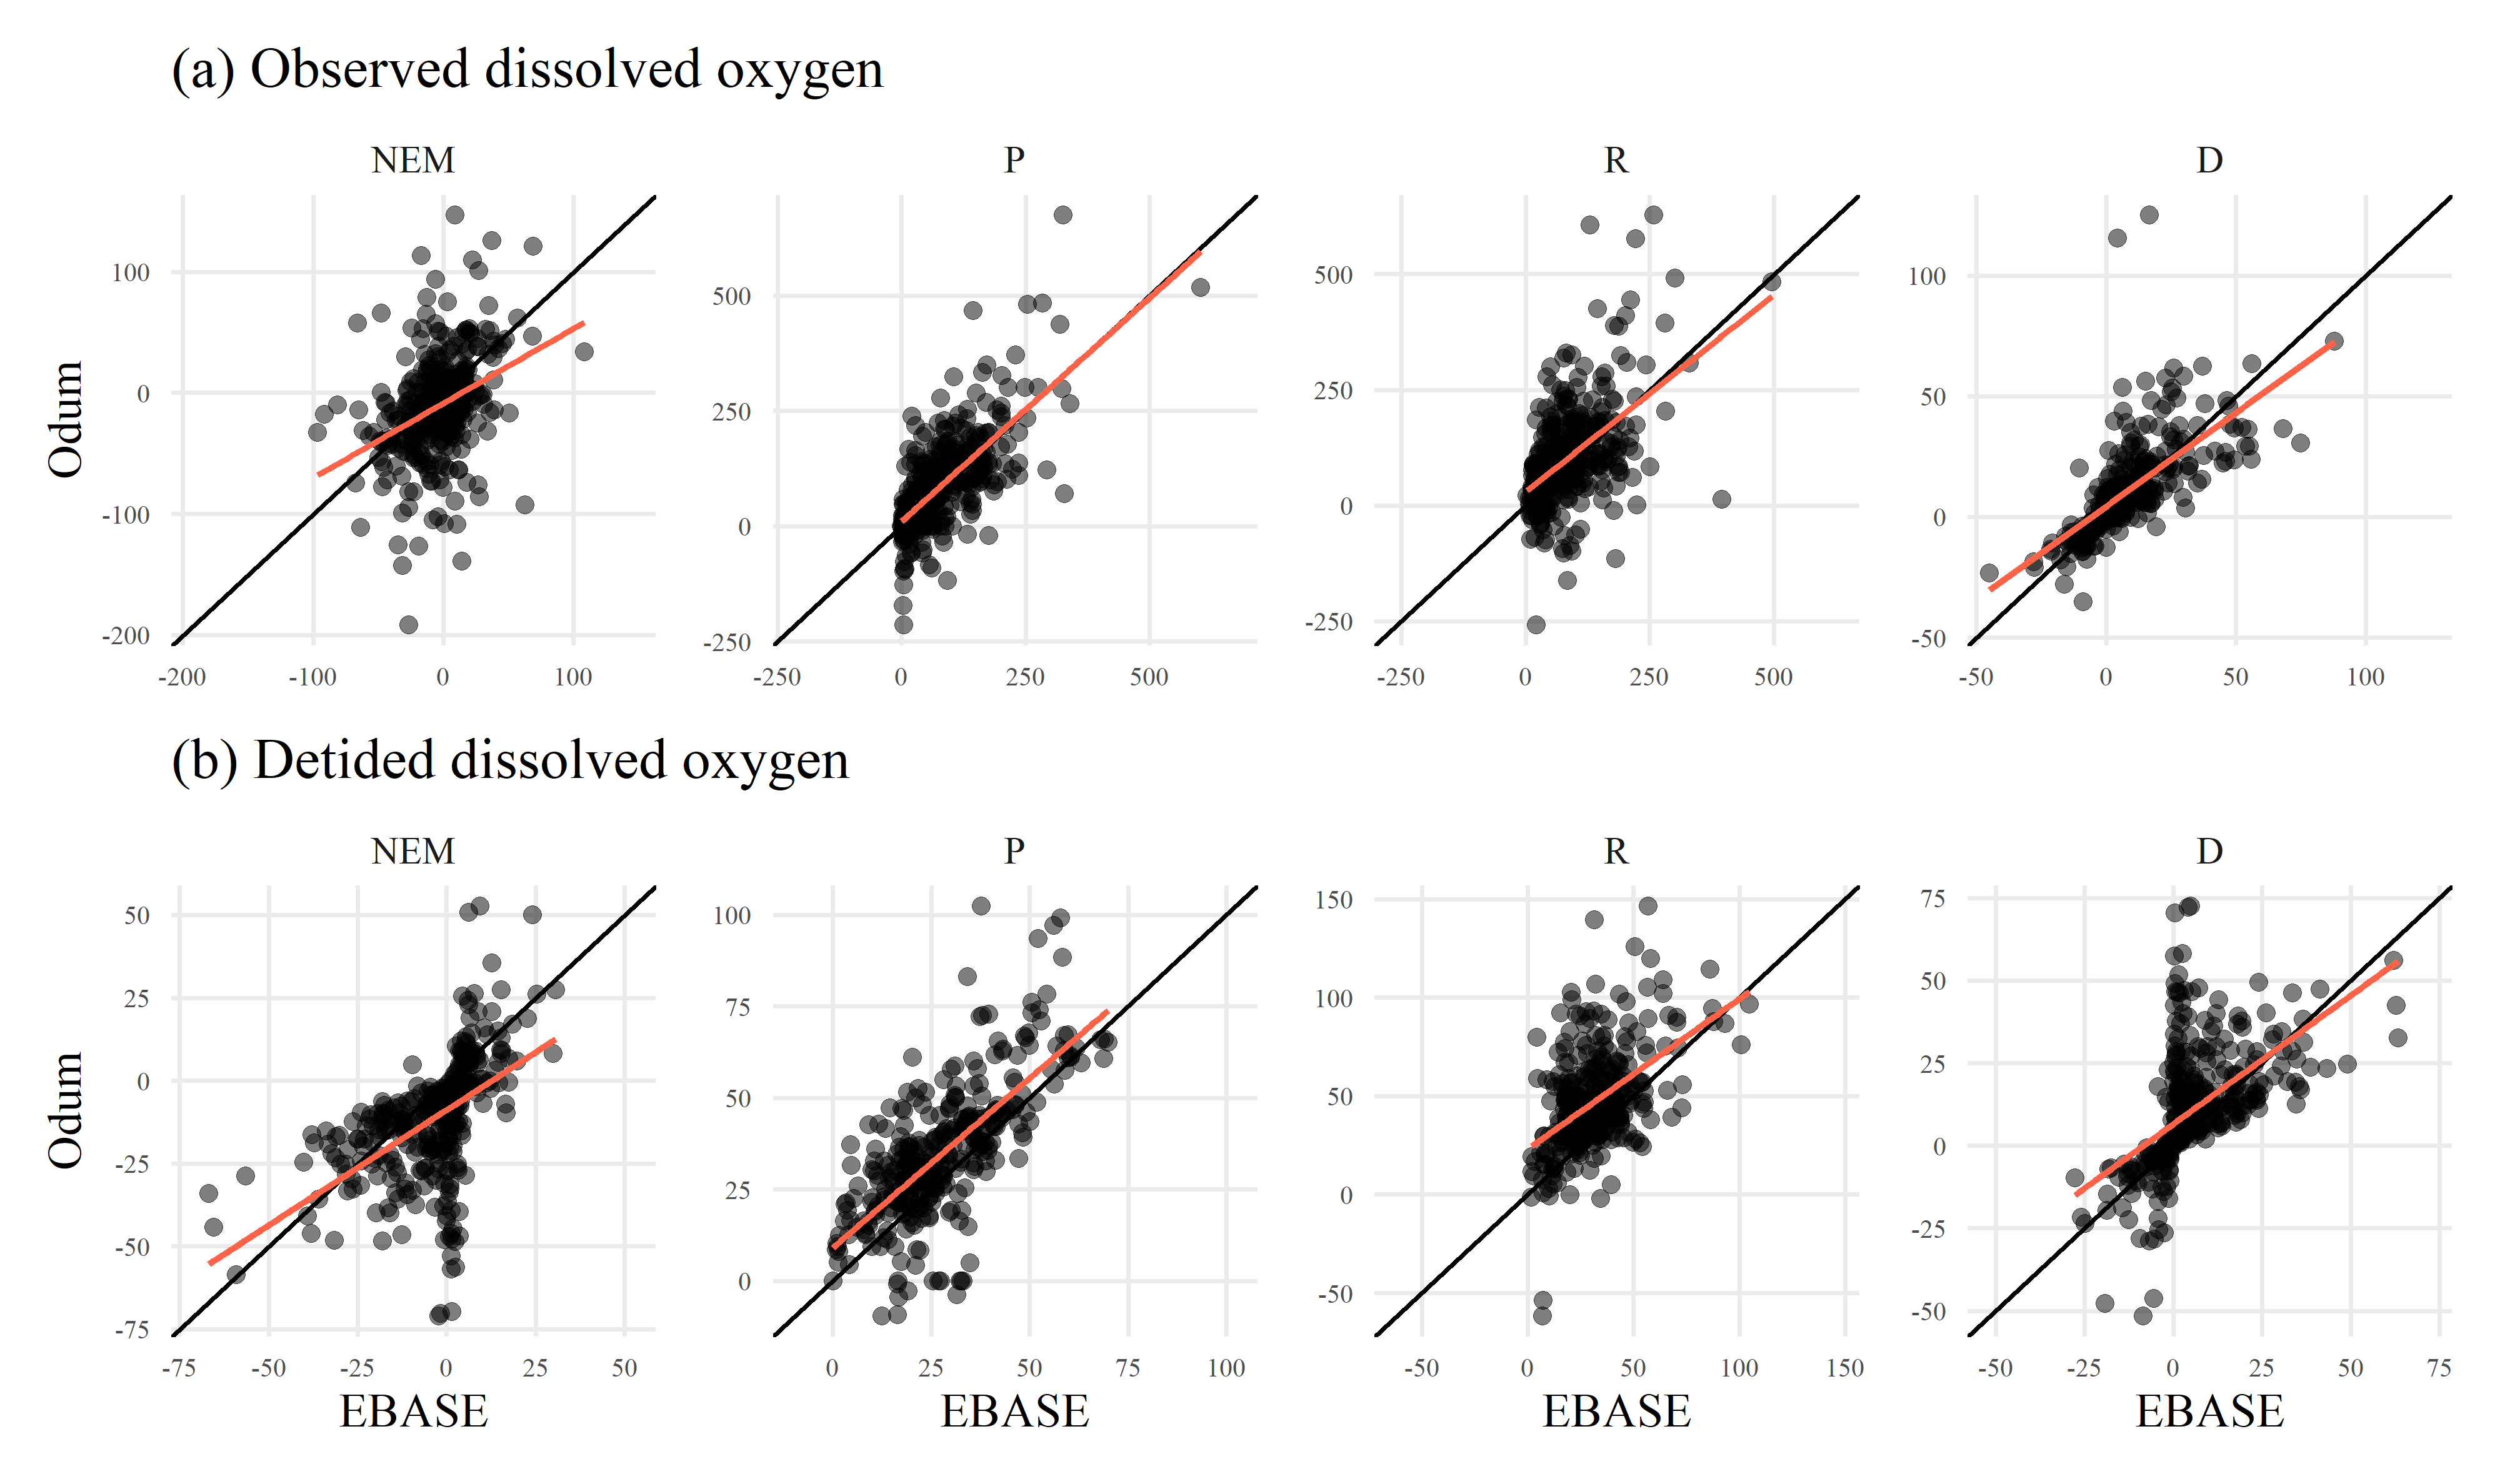 (a) Observed dissolved oxygen
NEM P R D
Odum
100
0
-100
-200
-200 -100 0 100
500
250
0
-250
-250 0 250 500
500
250
0
-250
-250 0 250 500
100
50
0
-50
-50 0 50 100
(b) Detided dissolved oxygen
NEM P R D
Odum
50
25
0
-25
-50
-75
-75 -50 -25 0 25 50
100
75
50
25
0
0 25 50 75 100
150
100
50
0
-50
-50 0 50 100 150
75
50
25
0
-25
-50
-50 -25 0 25 50 75
EBASE EBASE EBASE EBASE